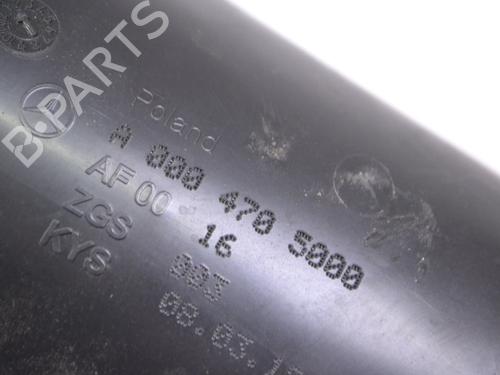 B-PARTS
Poland
A 000 470 5000
AF 00 16
ZGS 003
KYS 08.03.1